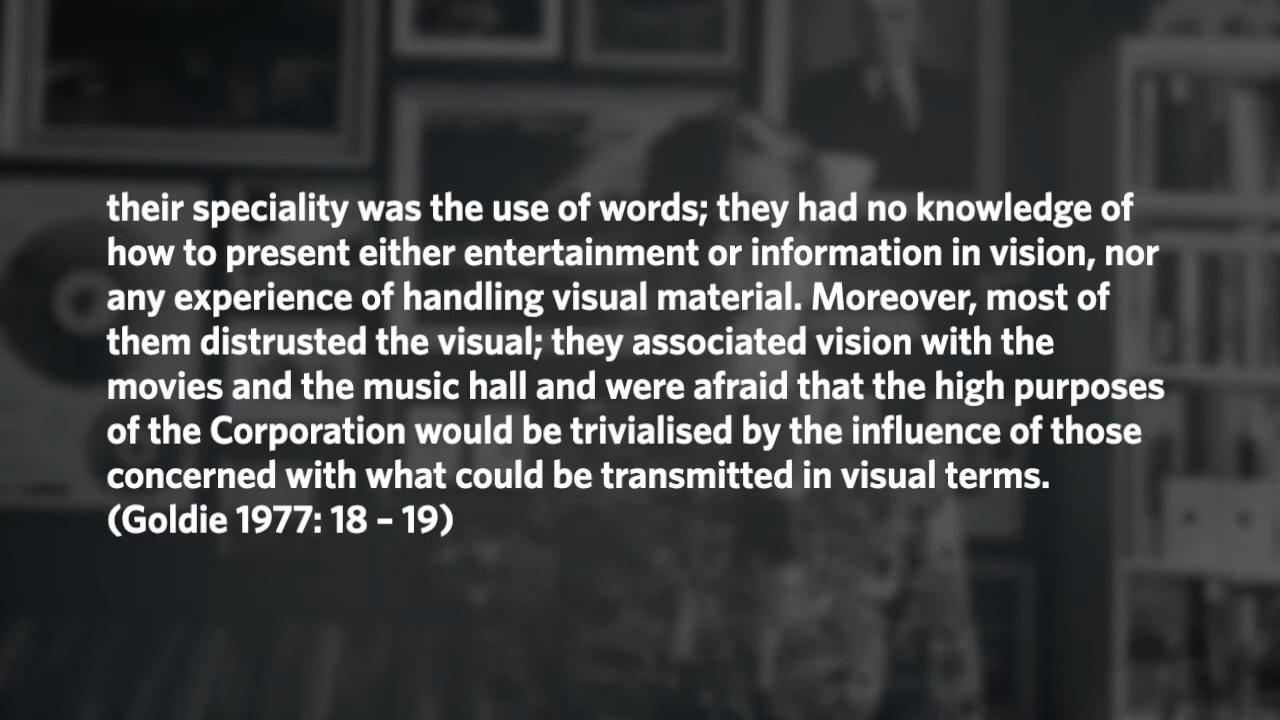 their speciality was the use of words; they had no knowledge of
how to present either entertainment or information in vision, nor
any experience of handling visual material. Moreover, most of
them distrusted the visual; they associated vision with the
movies and the music hall and were afraid that the high purposes
of the Corporation would be trivialised by the influence of those
concerned with what could be transmitted in visual terms.
(Goldie 1977: 18 – 19)